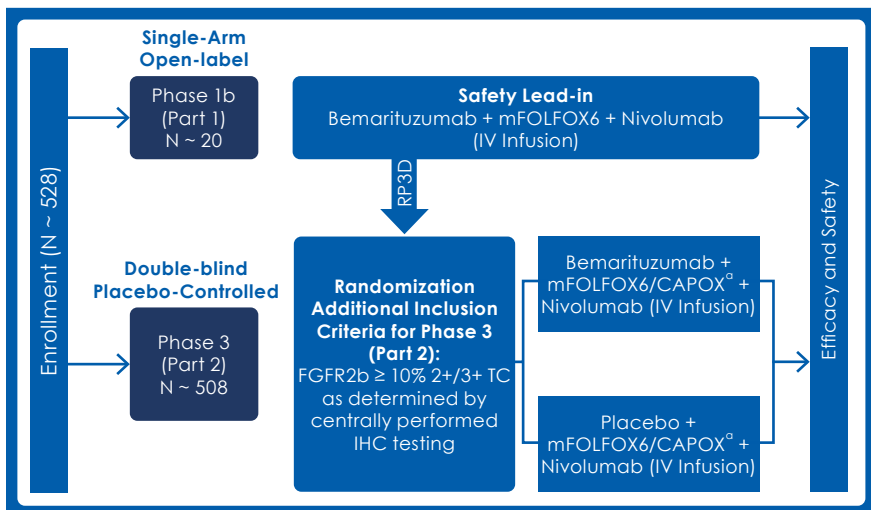 Enrollment (N ~ 528)
Single-Arm
Open-label
Phase 1b
(Part 1)
N ~ 20
Safety Lead-in
Bemarituzumab + mFOLFOX6 + Nivolumab
(IV Infusion)
RP3D
Double-blind
Placebo-Controlled
Phase 3
(Part 2)
N ~ 508
Randomization
Additional Inclusion
Criteria for Phase 3
(Part 2):
FGFR2b ≥ 10% 2+/3+ TC
as determined by
centrally performed
IHC testing
Bemarituzumab +
mFOLFOX6/CAPOXᵅ +
Nivolumab (IV Infusion)
Placebo +
mFOLFOX6/CAPOXᵅ +
Nivolumab (IV Infusion)
Efficacy and Safety